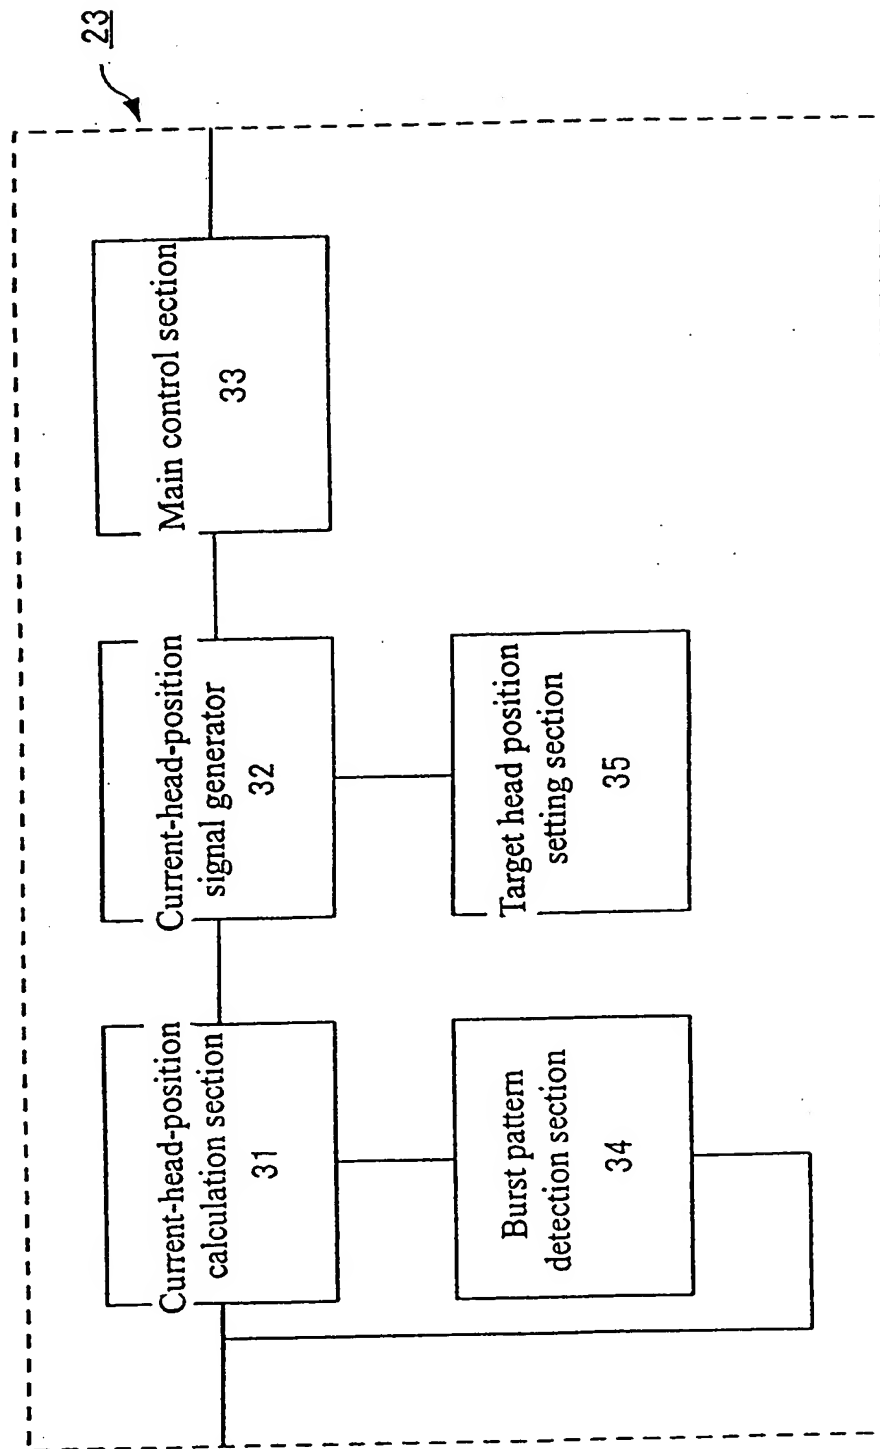 23
Current-head-position
calculation section
31
Current-head-position
signal generator
32
Main control section
33
Burst pattern
detection section
34
Target head position
setting section
35